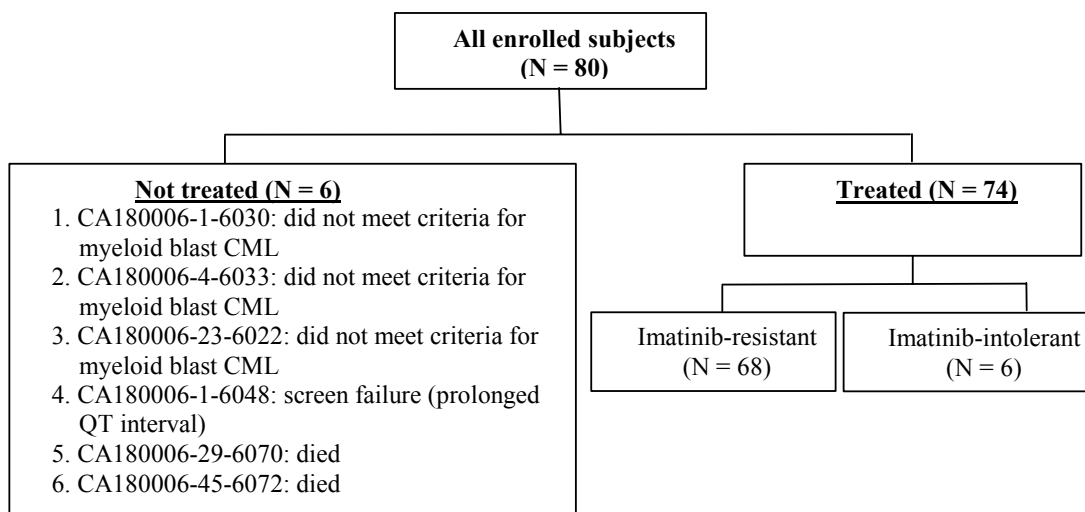 All enrolled subjects
(N = 80)
Not treated (N = 6)
1. CA180006-1-6030: did not meet criteria for
myeloid blast CML
2. CA180006-4-6033: did not meet criteria for
myeloid blast CML
3. CA180006-23-6022: did not meet criteria for
myeloid blast CML
4. CA180006-1-6048: screen failure (prolonged
QT interval)
5. CA180006-29-6070: died
6. CA180006-45-6072: died
Treated (N = 74)
Imatinib-resistant
(N = 68)
Imatinib-intolerant
(N = 6)